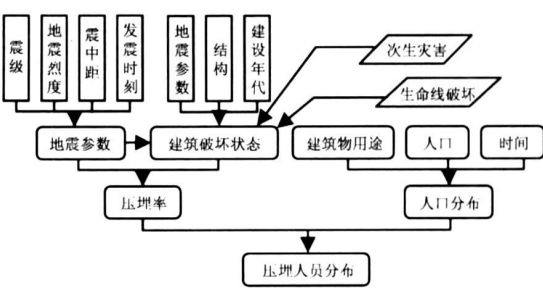 震级
地震烈度
震中距
发震时刻
地震参数
结构
建设年代
次生灾害
生命线破坏
地震参数
建筑破坏状态
建筑物用途
人口
时间
压埋率
人口分布
压埋人员分布